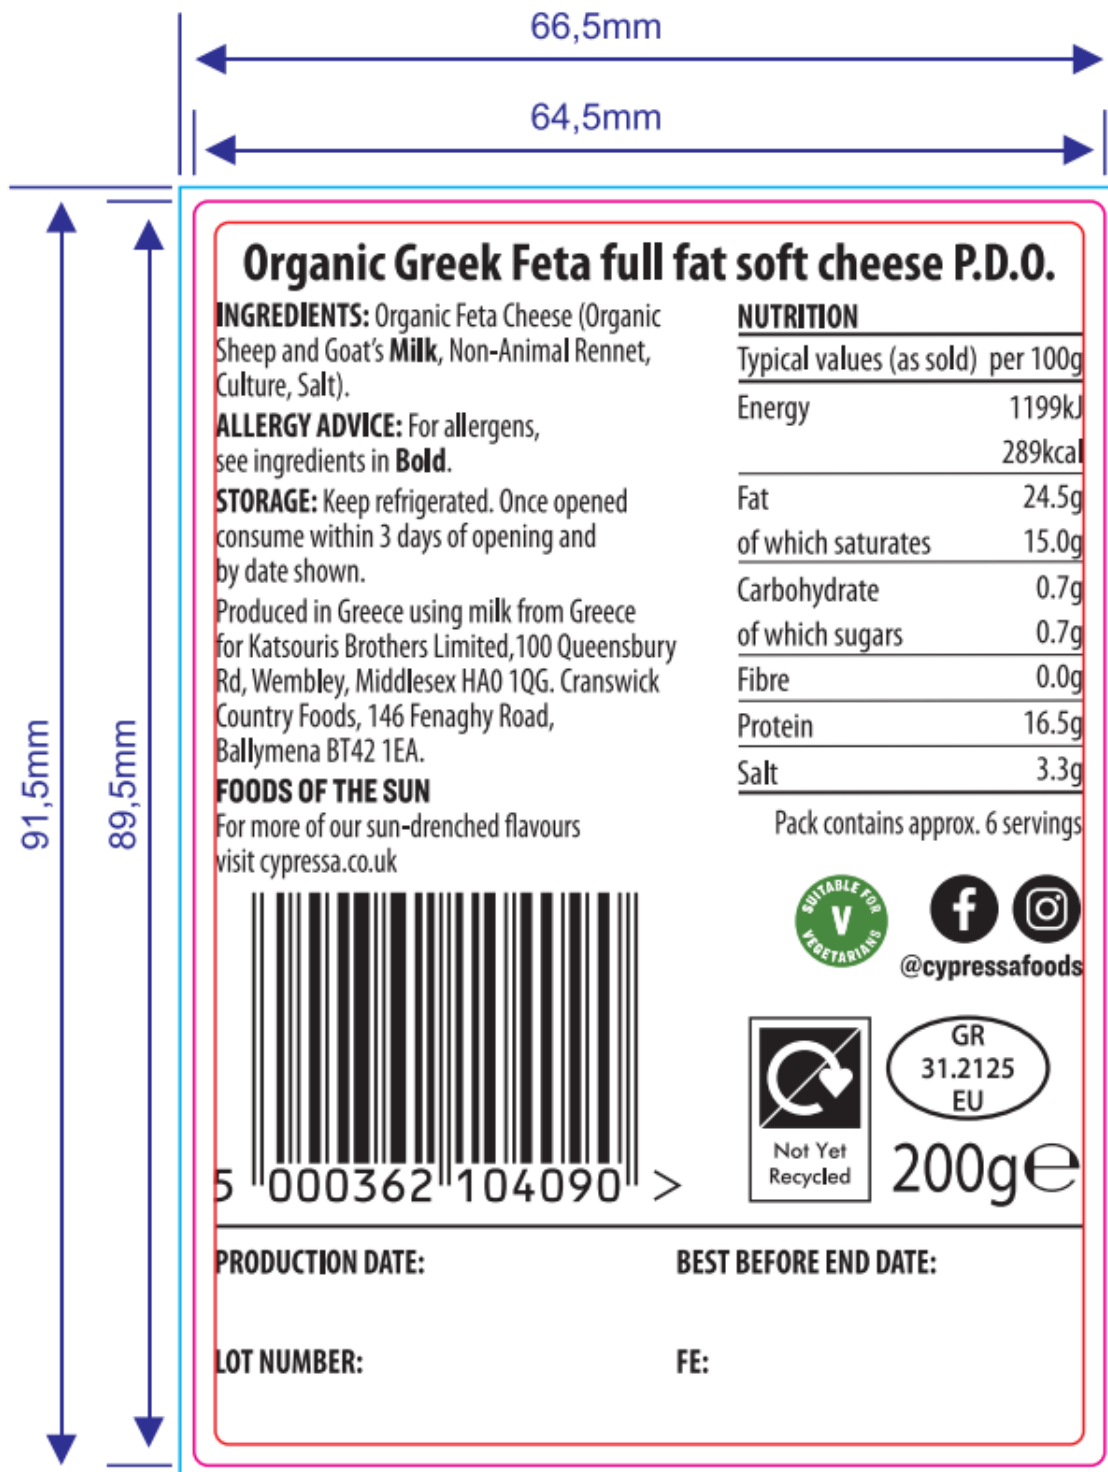 66,5mm
64,5mm
91,5mm
89,5mm
Organic Greek Feta full fat soft cheese P.D.O.
INGREDIENTS: Organic Feta Cheese (Organic
Sheep and Goat's Milk, Non-Animal Rennet,
Culture, Salt).
ALLERGY ADVICE: For allergens,
see ingredients in Bold.
STORAGE: Keep refrigerated. Once opened
consume within 3 days of opening and
by date shown.
Produced in Greece using milk from Greece
for Katsouris Brothers Limited,100 Queensbury
Rd, Wembley, Middlesex HA0 1QG. Cranswick
Country Foods, 146 Fenaghy Road,
Ballymena BT42 1EA.
FOODS OF THE SUN
For more of our sun-drenched flavours
visit cypressa.co.uk
5 000362 104090 >
NUTRITION
Typical values (as sold) per 100g
Energy 1199kJ
289kcal
Fat 24.5g
of which saturates 15.0g
Carbohydrate 0.7g
of which sugars 0.7g
Fibre 0.0g
Protein 16.5g
Salt 3.3g
Pack contains approx. 6 servings
SUITABLE FOR
V
VEGETARIANS
@cypressafoods
Not Yet
Recycled
GR
31.2125
EU
200g℮
PRODUCTION DATE:
BEST BEFORE END DATE:
LOT NUMBER:
FE: